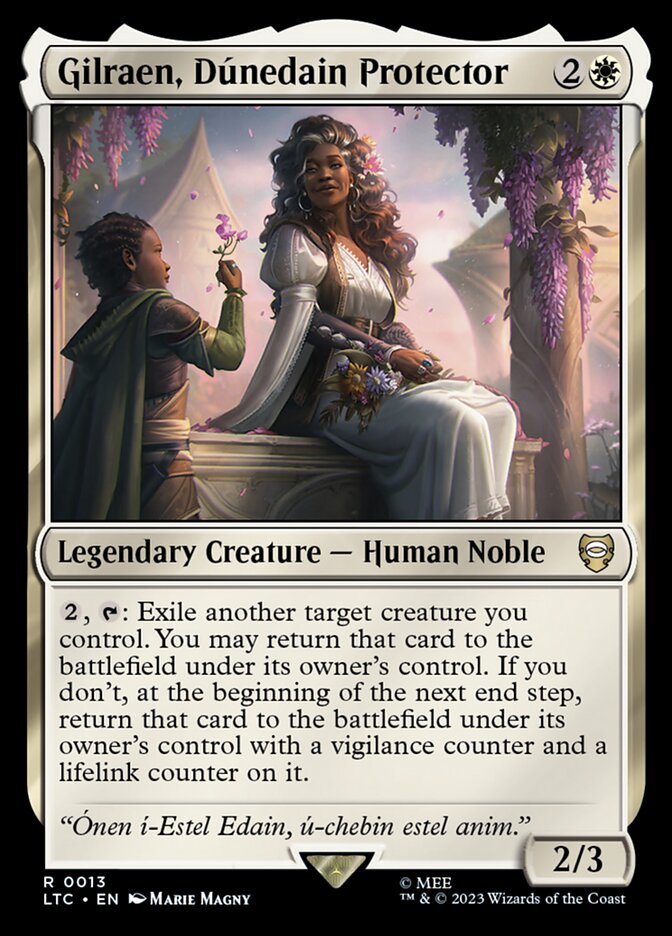 Gilraen, Dúnedain Protector 2
Legendary Creature — Human Noble
2, : Exile another target creature you
control. You may return that card to the
battlefield under its owner's control. If you
don't, at the beginning of the next end step,
return that card to the battlefield under its
owner's control with a vigilance counter and a
lifelink counter on it.
“Ónen í-Estel Edain, ú-chebin estel anim.”
2/3
R 0013
LTC • EN Marie Magny
© MEE
™ & © 2023 Wizards of the Coast